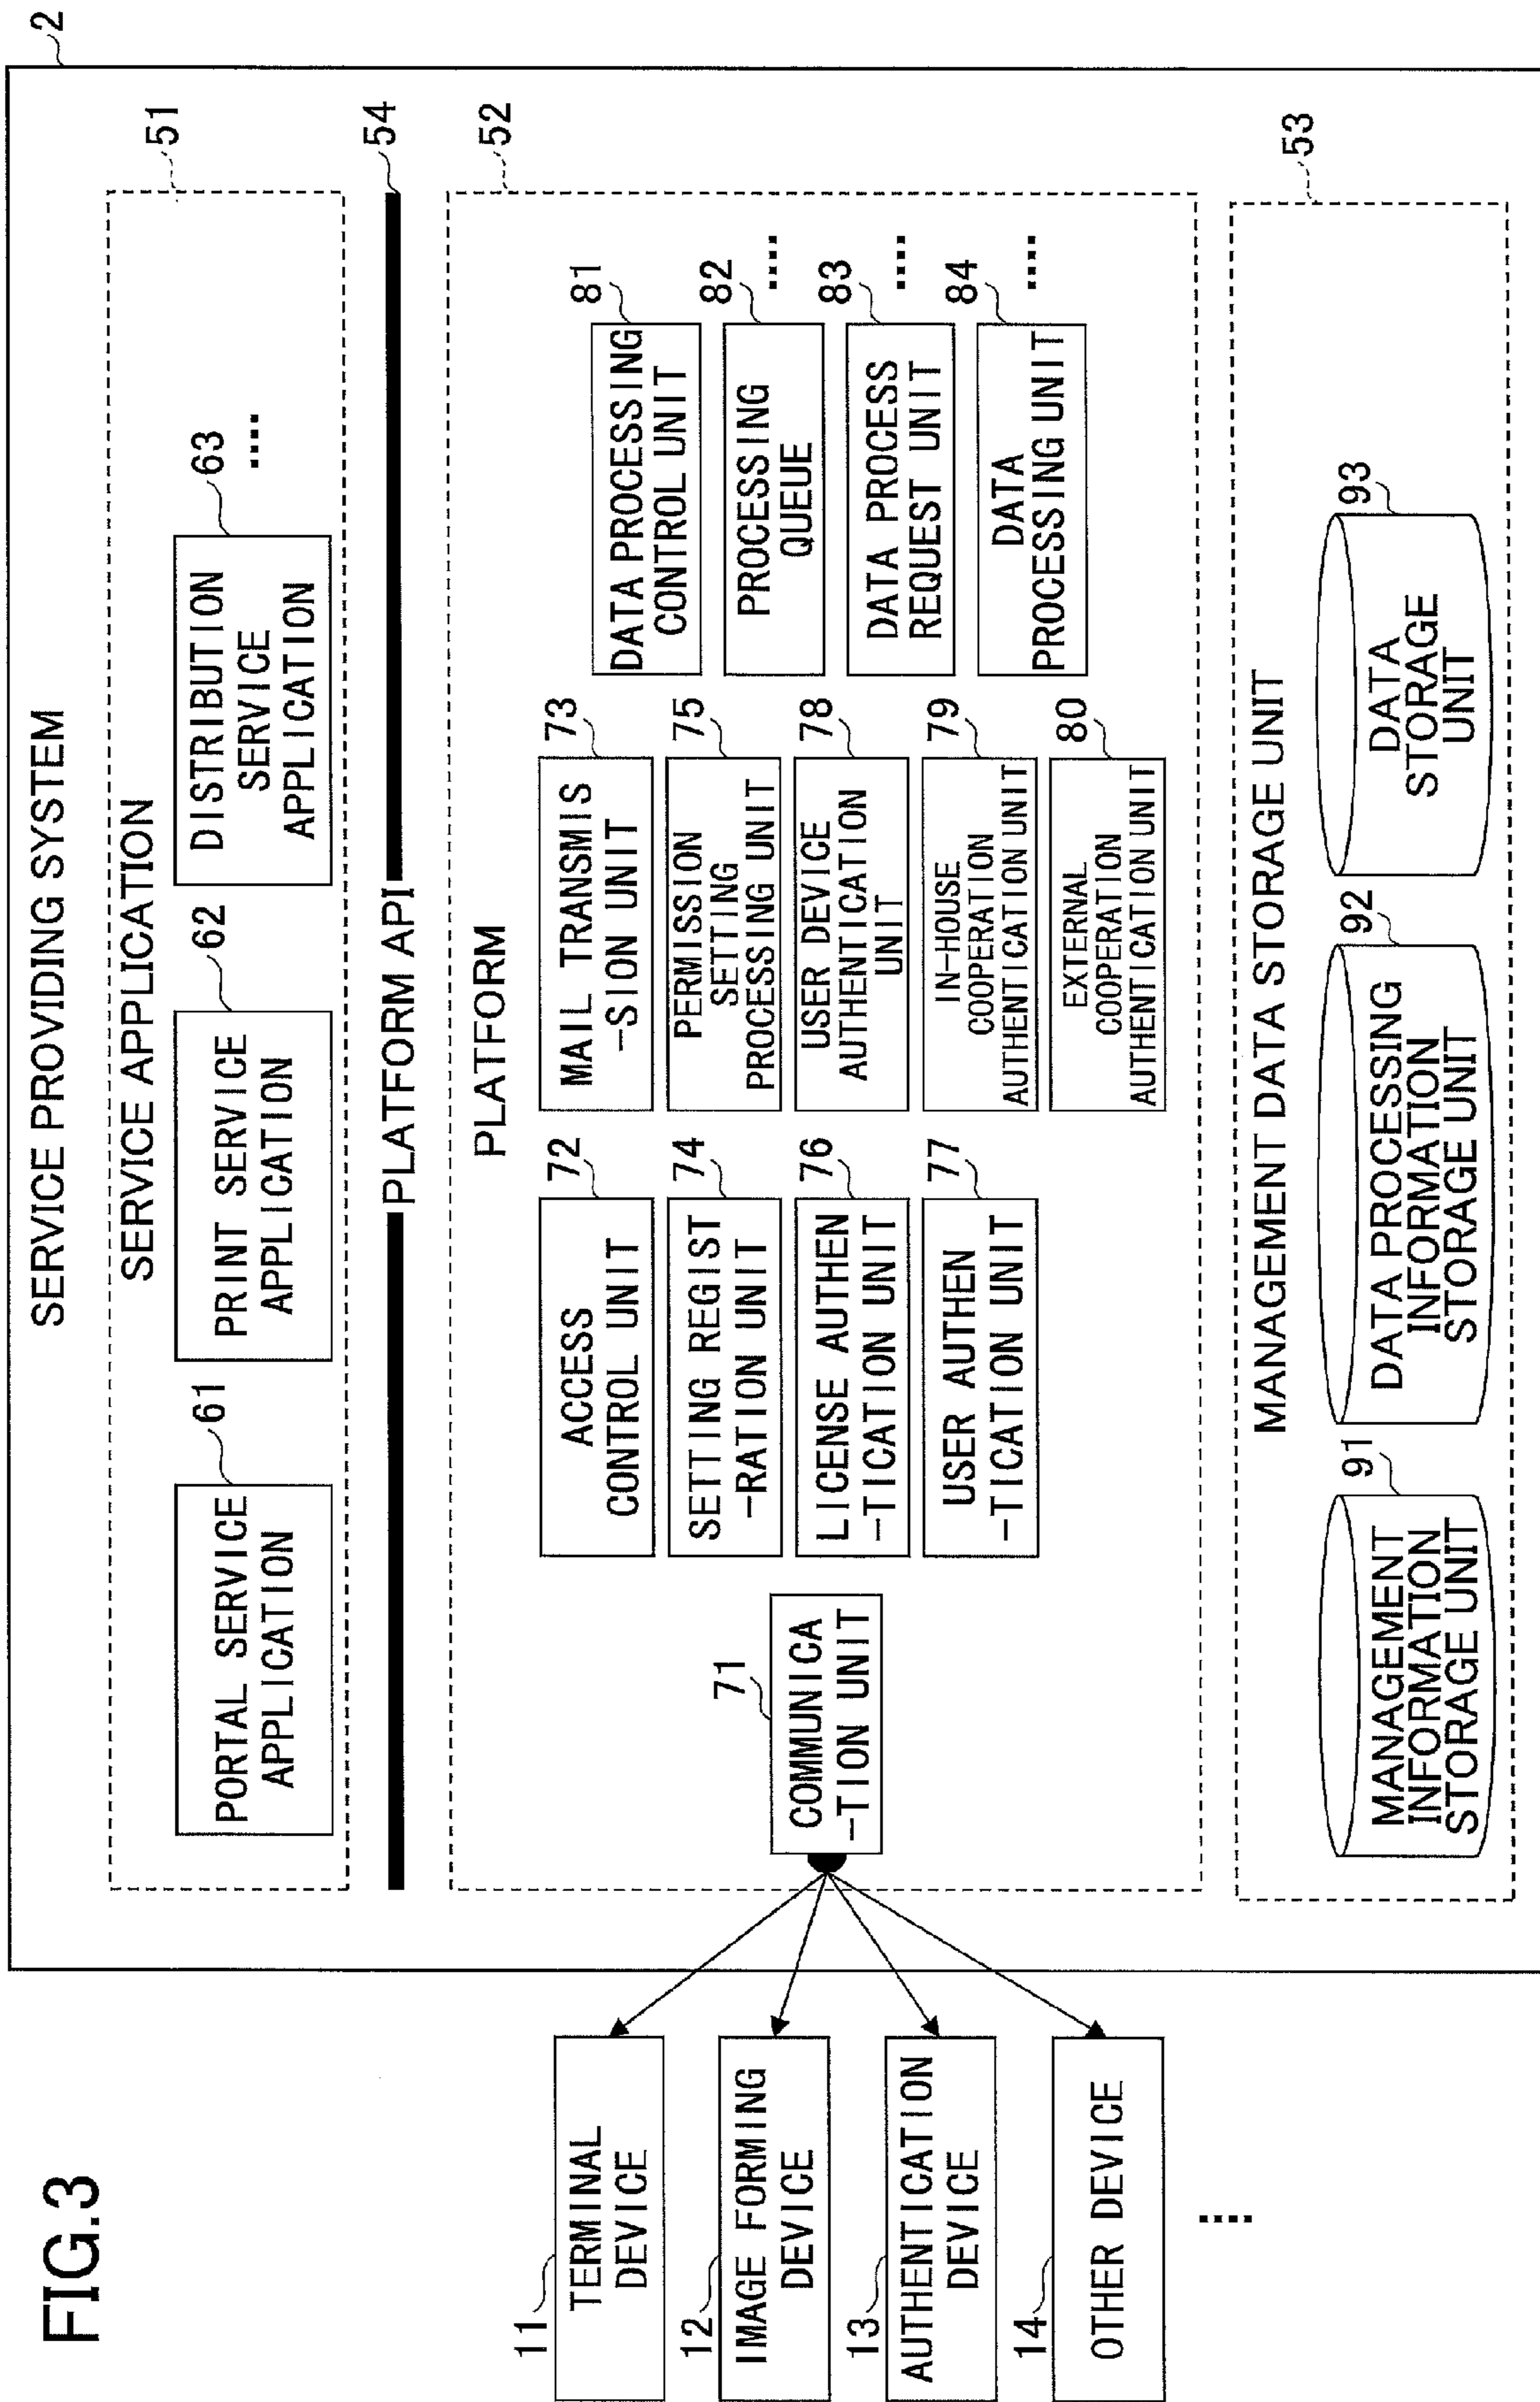 FIG.3
SERVICE PROVIDING SYSTEM
2
SERVICE APPLICATION
51
61
PORTAL SERVICE
APPLICATION
62
PRINT SERVICE
APPLICATION
63
DISTRIBUTION
SERVICE
APPLICATION
....
PLATFORM API
54
PLATFORM
52
11
TERMINAL
DEVICE
12
IMAGE FORMING
DEVICE
13
AUTHENTICATION
DEVICE
14
OTHER DEVICE
....
71
COMMUNICA
-TION UNIT
72
ACCESS
CONTROL UNIT
74
SETTING REGIST
-RATION UNIT
76
LICENSE AUTHEN
-TICATION UNIT
77
USER AUTHEN
-TICATION UNIT
73
MAIL TRANSMIS
-SION UNIT
75
PERMISSION
SETTING
PROCESSING UNIT
78
USER DEVICE
AUTHENTICATION
UNIT
79
IN-HOUSE
COOPERATION
AUTHENTICATION UNIT
80
EXTERNAL
COOPERATION
AUTHENTICATION UNIT
81
DATA PROCESSING
CONTROL UNIT
82
PROCESSING
QUEUE
....
83
DATA PROCESS
REQUEST UNIT
....
84
DATA
PROCESSING UNIT
....
MANAGEMENT DATA STORAGE UNIT
53
91
MANAGEMENT
INFORMATION
STORAGE UNIT
92
DATA PROCESSING
INFORMATION
STORAGE UNIT
93
DATA
STORAGE
UNIT